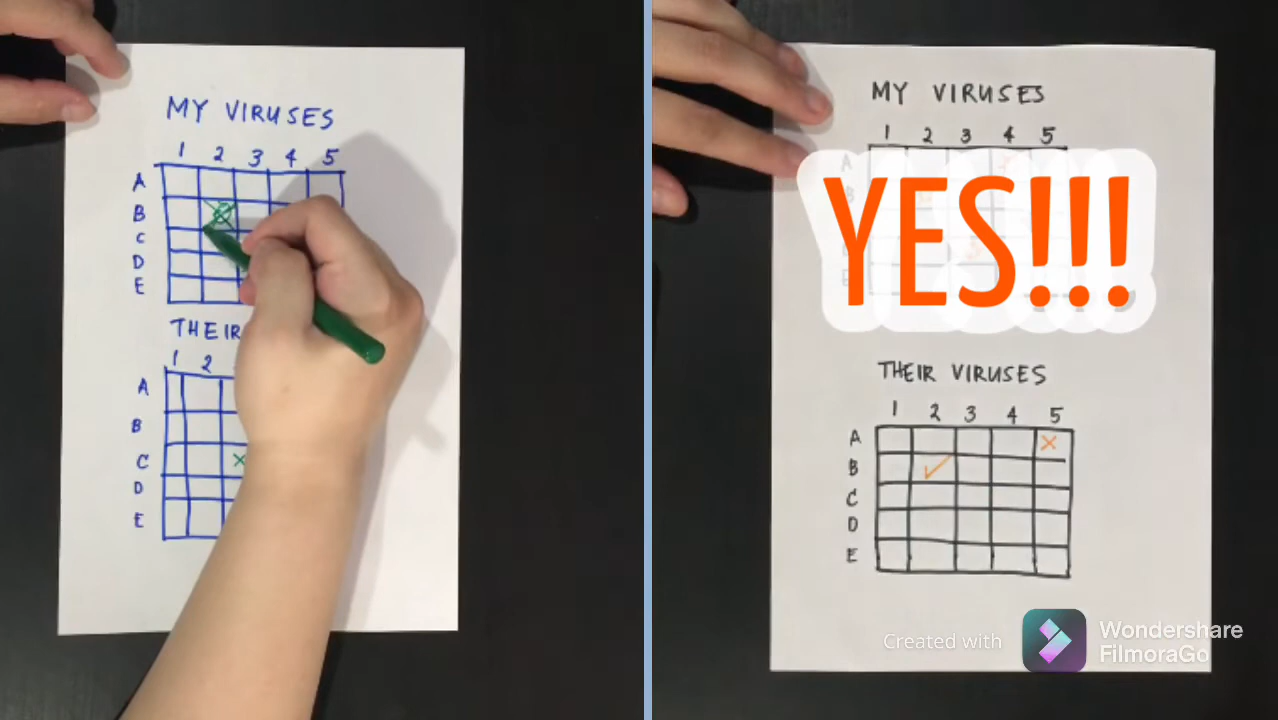 MY VIRUSES
1 2 3 4 5
A
B
C
D
E
THEIR
1 2
A
B
C
D
E
MY VIRUSES
1 2 3 4 5
A
YES!!!
THEIR VIRUSES
1 2 3 4 5
A
B
C
D
E
Created with
Wondershare
FilmoraGo